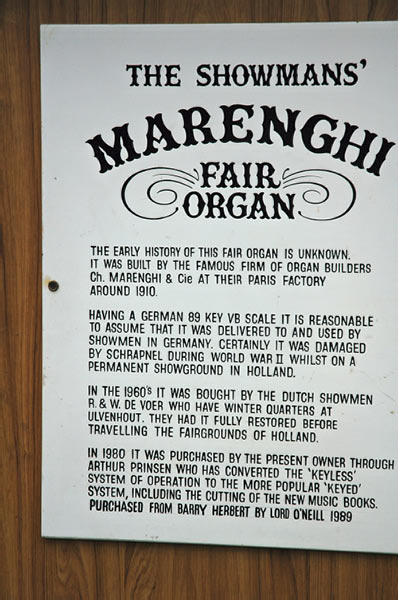 THE SHOWMANS'
MARENGHI
FAIR
ORGAN
THE EARLY HISTORY OF THIS FAIR ORGAN IS UNKNOWN.
IT WAS BUILT BY THE FAMOUS FIRM OF ORGAN BUILDERS
Ch. MARENGHI & Cie AT THEIR PARIS FACTORY
AROUND 1910.
HAVING A GERMAN 89 KEY VB SCALE IT IS REASONABLE
TO ASSUME THAT IT WAS DELIVERED TO AND USED BY
SHOWMEN IN GERMANY. CERTAINLY IT WAS DAMAGED
BY SCHRAPNEL DURING WORLD WAR II WHILST ON A
PERMANENT SHOWGROUND IN HOLLAND.
IN THE 1960's IT WAS BOUGHT BY THE DUTCH SHOWMEN
R. & W. DE VOER WHO HAVE WINTER QUARTERS AT
ULVENHOUT. THEY HAD IT FULLY RESTORED BEFORE
TRAVELLING THE FAIRGROUNDS OF HOLLAND.
IN 1980 IT WAS PURCHASED BY THE PRESENT OWNER THROUGH
ARTHUR PRINSEN WHO HAS CONVERTED THE 'KEYLESS'
SYSTEM OF OPERATION TO THE MORE POPULAR 'KEYED'
SYSTEM, INCLUDING THE CUTTING OF THE NEW MUSIC BOOKS.
PURCHASED FROM BARRY HERBERT BY LORD O'NEILL 1989